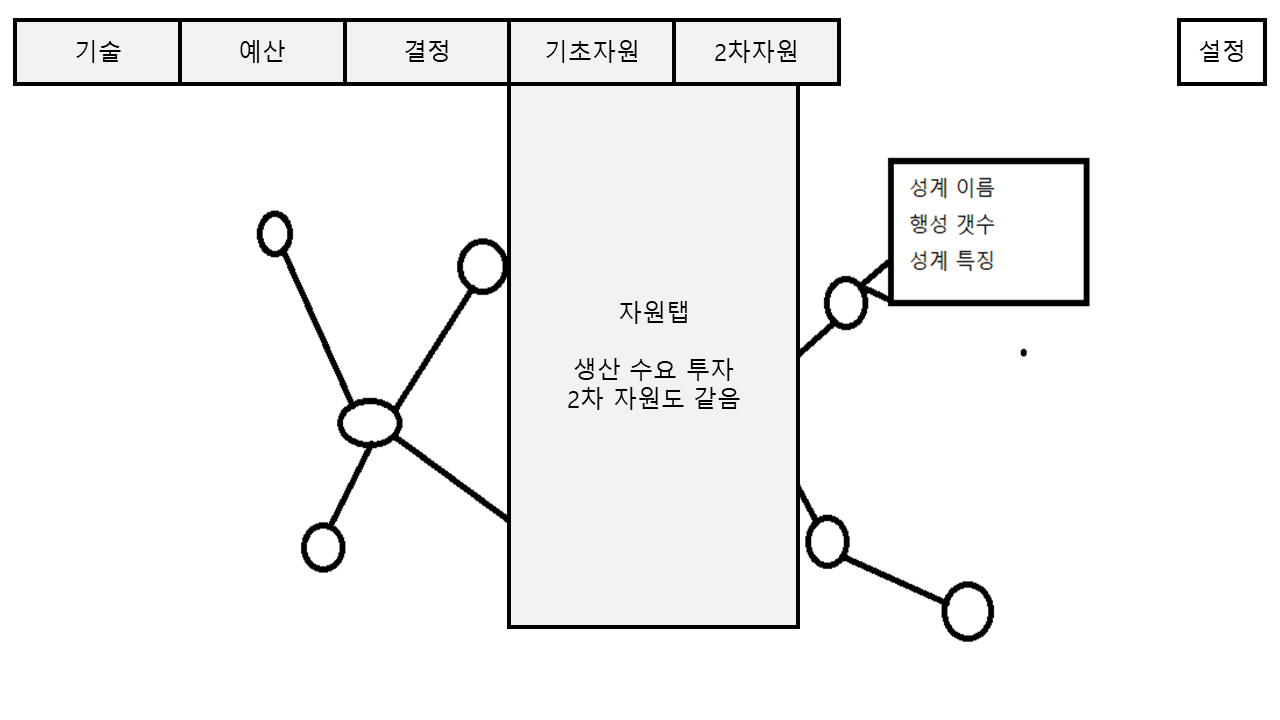 기술
예산
결정
기초자원
2차자원
설정
성계 이름
행성 갯수
성계 특징
자원탭
생산 수요 투자
2차 자원도 같음